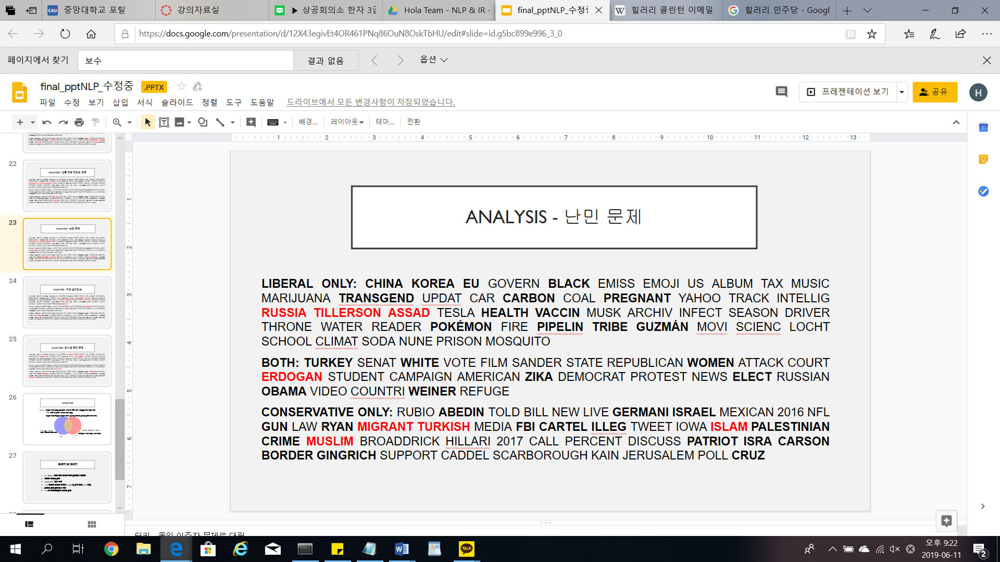 중앙대학교 포탈
강의자료실
▶ 상공회의소 한자 3급
Hola Team - NLP & IR -
final_pptNLP_수정중
힐러리 클린턴 이메일
힐러리 민주당 - Googl
https://docs.google.com/presentation/d/12X43egivEt4OR461PNq86OuN8OskTbHU/edit#slide=id.g5bc899e996_3_0
페이지에서 찾기
보수
결과 없음
옵션
final_pptNLP_수정중 .PPTX
프레젠테이션 보기
공유
H
파일 수정 보기 삽입 서식 슬라이드 정렬 도구 도움말 드라이브에서 모든 변경사항이 저장되었습니다.
배경... 레이아웃 테마... 전환
1 2 3 4 5 6 7 8 9 10 11 12 13
1
2
3
4
5
6
7
22
23
24
25
26
27
ANALYSIS - 난민 문제
LIBERAL ONLY: CHINA KOREA EU GOVERN BLACK EMISS EMOJI US ALBUM TAX MUSIC
MARIJUANA TRANSGEND UPDAT CAR CARBON COAL PREGNANT YAHOO TRACK INTELLIG
RUSSIA TILLERSON ASSAD TESLA HEALTH VACCIN MUSK ARCHIV INFECT SEASON DRIVER
THRONE WATER READER POKÉMON FIRE PIPELIN TRIBE GUZMÁN MOVI SCIENC LOCHT
SCHOOL CLIMAT SODA NUNE PRISON MOSQUITO
BOTH: TURKEY SENAT WHITE VOTE FILM SANDER STATE REPUBLICAN WOMEN ATTACK COURT
ERDOGAN STUDENT CAMPAIGN AMERICAN ZIKA DEMOCRAT PROTEST NEWS ELECT RUSSIAN
OBAMA VIDEO COUNTRI WEINER REFUGE
CONSERVATIVE ONLY: RUBIO ABEDIN TOLD BILL NEW LIVE GERMANI ISRAEL MEXICAN 2016 NFL
GUN LAW RYAN MIGRANT TURKISH MEDIA FBI CARTEL ILLEG TWEET IOWA ISLAM PALESTINIAN
CRIME MUSLIM BROADDRICK HILLARI 2017 CALL PERCENT DISCUSS PATRIOT ISRA CARSON
BORDER GINGRICH SUPPORT CADDEL SCARBOROUGH KAIN JERUSALEM POLL CRUZ
31
TALK
오후 9:22
2019-06-11
2